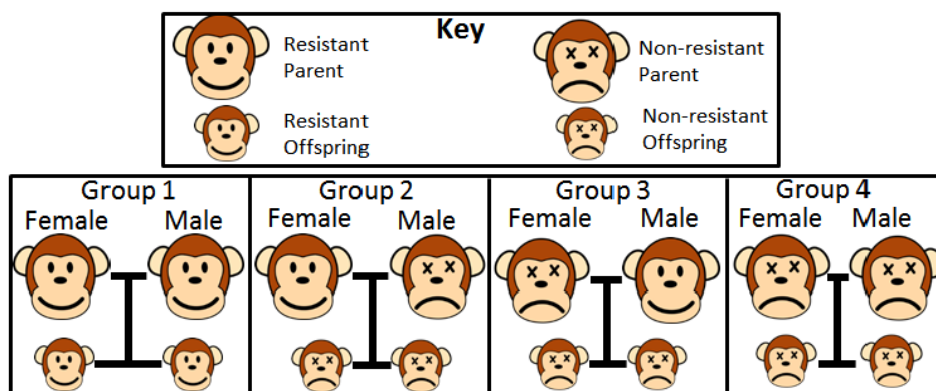 Key
Resistant
Parent
Non-resistant
Parent
Resistant
Offspring
Non-resistant
Offspring
Group 1
Female Male
Group 2
Female Male
Group 3
Female Male
Group 4
Female Male